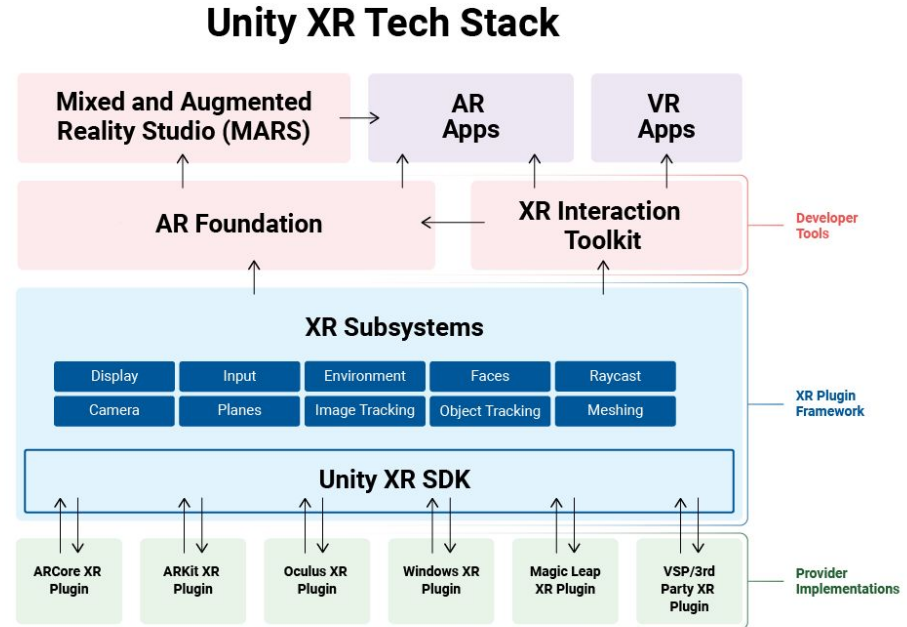 Unity XR Tech Stack
Mixed and Augmented
Reality Studio (MARS)
AR
Apps
VR
Apps
AR Foundation
XR Interaction
Toolkit
Developer
Tools
XR Subsystems
Display
Input
Environment
Faces
Raycast
Camera
Planes
Image Tracking
Object Tracking
Meshing
XR Plugin
Framework
Unity XR SDK
ARCore XR
Plugin
ARKit XR
Plugin
Oculus XR
Plugin
Windows XR
Plugin
Magic Leap
XR Plugin
VSP/3rd
Party XR
Plugin
Provider
Implementations